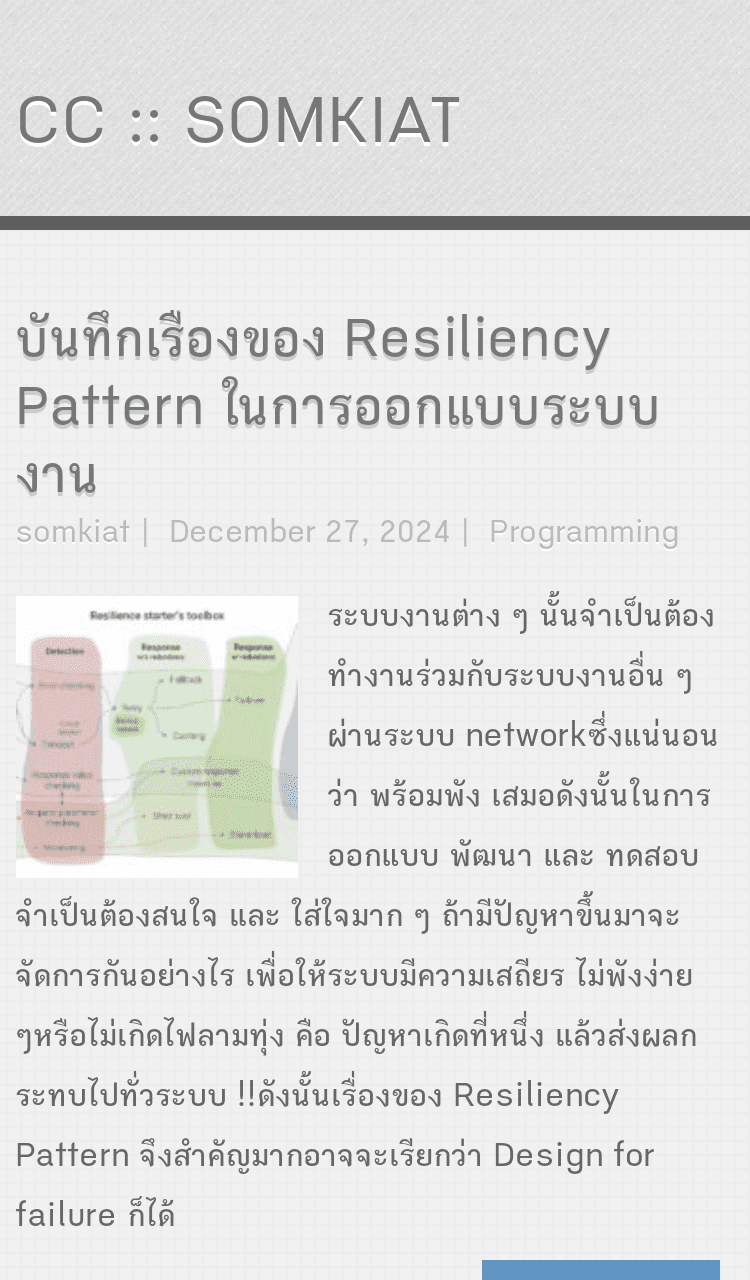 CC :: SOMKIAT
บันทึกเรื่องของ Resiliency
Pattern ในการออกแบบระบบ
งาน
somkiat | December 27, 2024 | Programming
Resilience starter's toolbox
Detection
Response
Response
Fallback
Retry
Caching
Custom response
Response value
checking
Request parameter
checking
Monitoring
ระบบงานต่าง ๆ นั้นจำเป็นต้อง
ทำงานร่วมกับระบบงานอื่น ๆ
ผ่านระบบ networkซึ่งแน่นอน
ว่า พร้อมพัง เสมอดังนั้นในการ
ออกแบบ พัฒนา และ ทดสอบ
จำเป็นต้องสนใจ และ ใส่ใจมาก ๆ ถ้ามีปัญหาขึ้นมาจะ
จัดการกันอย่างไร เพื่อให้ระบบมีความเสถียร ไม่พังง่าย
ๆหรือไม่เกิดไฟลามทุ่ง คือ ปัญหาเกิดที่หนึ่ง แล้วส่งผลก
ระทบไปทั่วระบบ !!ดังนั้นเรื่องของ Resiliency
Pattern จึงสำคัญมากอาจจะเรียกว่า Design for
failure ก็ได้